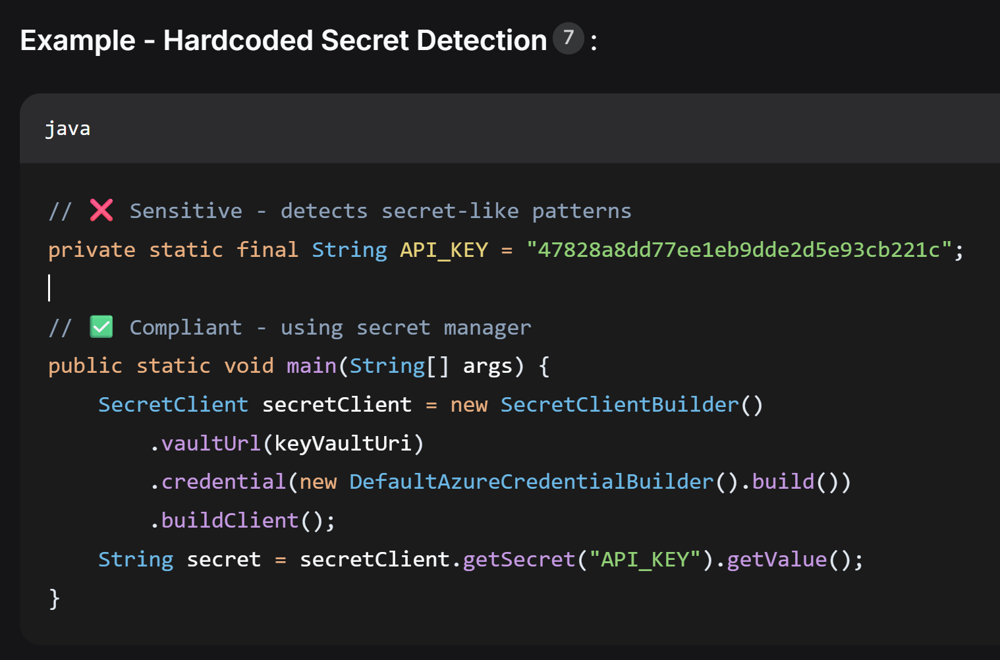 Example - Hardcoded Secret Detection 7 :
java
// ❌ Sensitive - detects secret-like patterns
private static final String API_KEY = "47828a8dd77ee1eb9dde2d5e93cb221c";
// ✅ Compliant - using secret manager
public static void main(String[] args) {
    SecretClient secretClient = new SecretClientBuilder()
        .vaultUrl(keyVaultUri)
        .credential(new DefaultAzureCredentialBuilder().build())
        .buildClient();
    String secret = secretClient.getSecret("API_KEY").getValue();
}